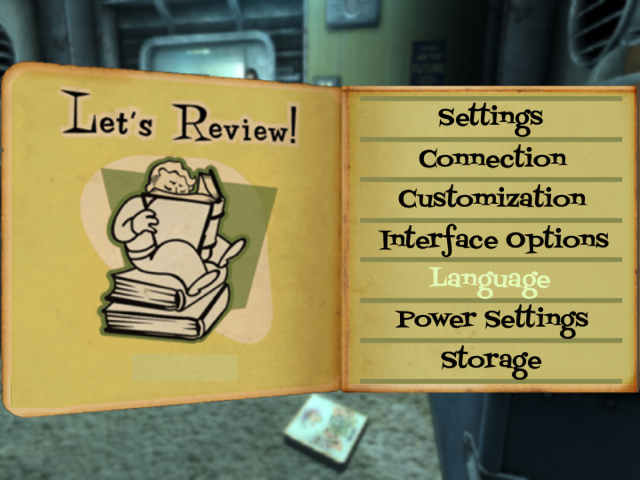 Let's Review!
Settings
Connection
Customization
Interface Options
Language
Power Settings
Storage